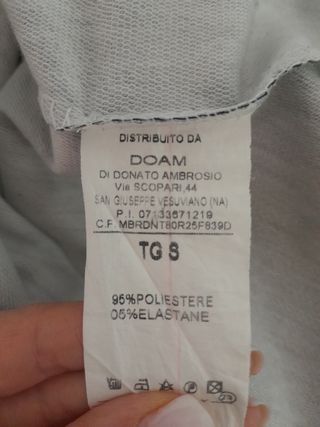 DISTRIBUITO DA
DOAM
DI DONATO AMBROSIO
Via SCOPARI,44
SAN GIUSEPPE VESUVIANO (NA)
P.I. 07133671219
C.F. MBRDNT80R25F839D
TG S
95%POLIESTERE
05%ELASTANE